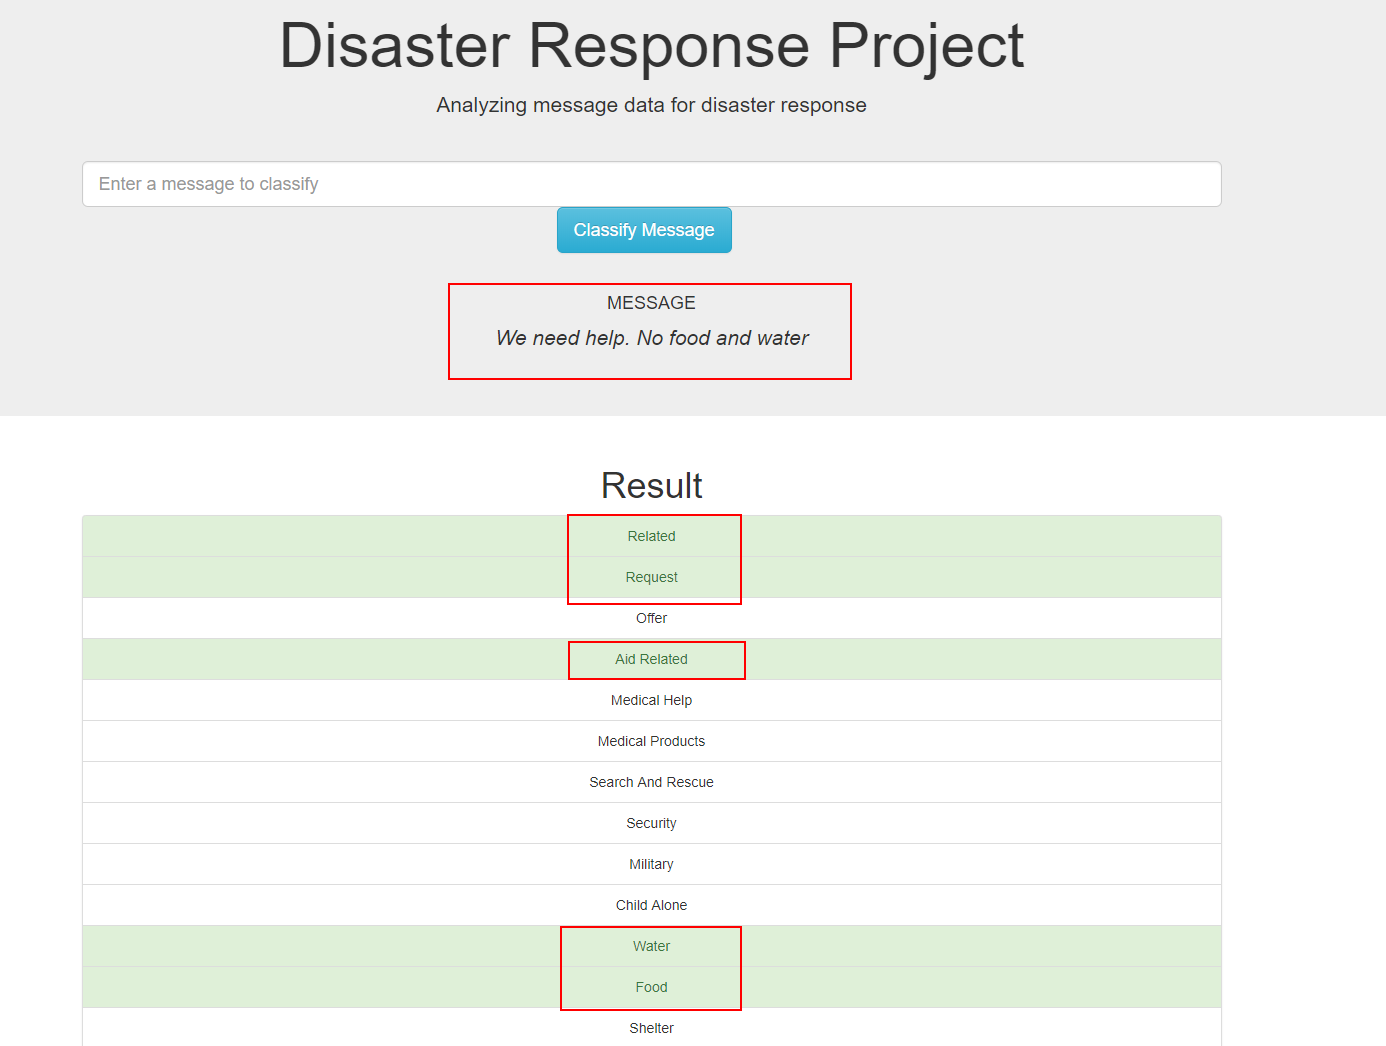 Disaster Response Project
Analyzing message data for disaster response
Enter a message to classify
Classify Message
MESSAGE
We need help. No food and water
Result
Related
Request
Offer
Aid Related
Medical Help
Medical Products
Search And Rescue
Security
Military
Child Alone
Water
Food
Shelter